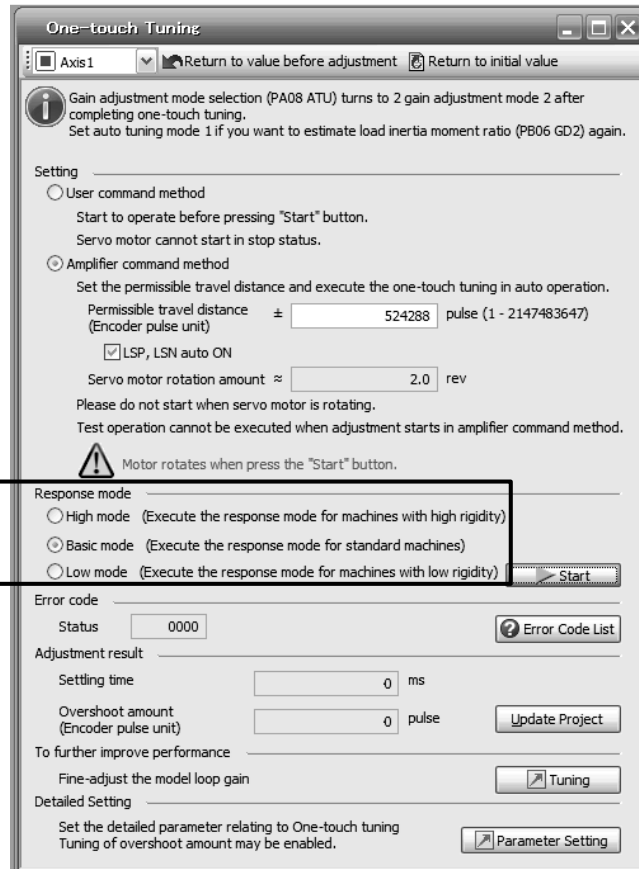 One-touch Tuning
Axis1 Return to value before adjustment Return to initial value
Gain adjustment mode selection (PA08 ATU) turns to 2 gain adjustment mode 2 after
completing one-touch tuning.
Set auto tuning mode 1 if you want to estimate load inertia moment ratio (PB06 GD2) again.
Setting
User command method
Start to operate before pressing "Start" button.
Servo motor cannot start in stop status.
Amplifier command method
Set the permissible travel distance and execute the one-touch tuning in auto operation.
Permissible travel distance ± 524288 pulse (1 - 2147483647)
(Encoder pulse unit)
LSP, LSN auto ON
Servo motor rotation amount ≈ 2.0 rev
Please do not start when servo motor is rotating.
Test operation cannot be executed when adjustment starts in amplifier command method.
Motor rotates when press the "Start" button.
Response mode
High mode (Execute the response mode for machines with high rigidity)
Basic mode (Execute the response mode for standard machines)
Low mode (Execute the response mode for machines with low rigidity)
Start
Error code
Status 0000 Error Code List
Adjustment result
Settling time 0 ms
Overshoot amount 0 pulse Update Project
(Encoder pulse unit)
To further improve performance
Fine-adjust the model loop gain Tuning
Detailed Setting
Set the detailed parameter relating to One-touch tuning
Tuning of overshoot amount may be enabled. Parameter Setting